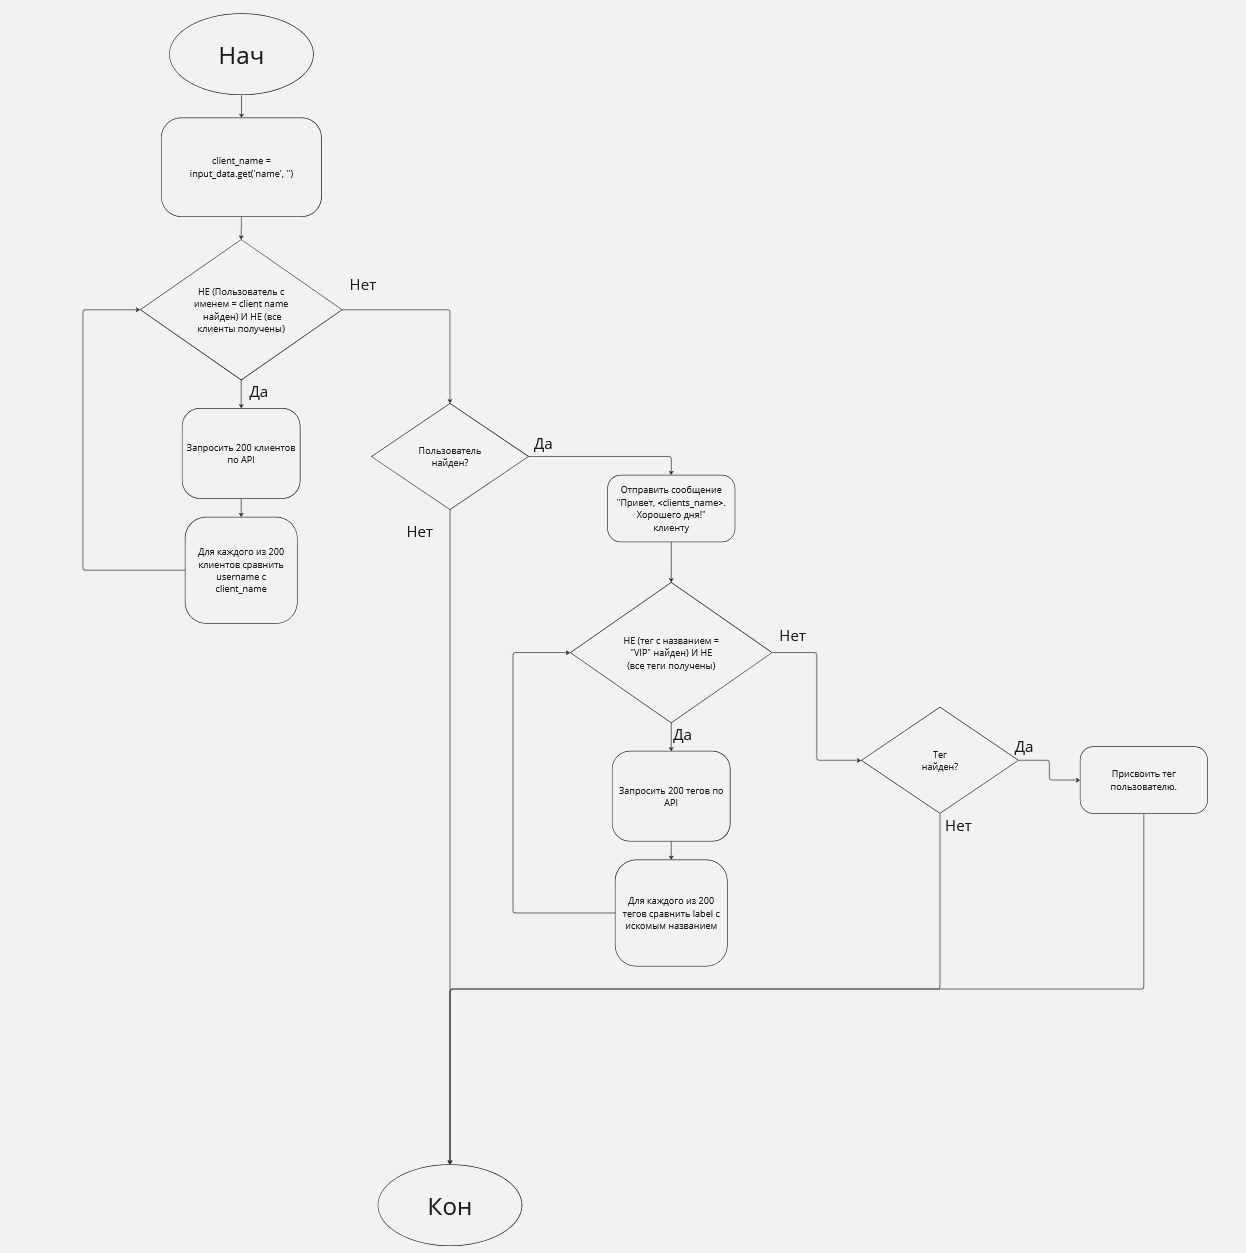 Нач
client_name =
input_data.get('name', '')
НЕ (Пользователь с
именем = client name
найден) И НЕ (все
клиенты получены)
Нет
Да
Запросить 200 клиентов
по API
Для каждого из 200
клиентов сравнить
username с
client_name
Пользователь
найден?
Да
Нет
Отправить сообщение
"Привет, <clients_name>.
Хорошего дня!"
клиенту
НЕ (тег с названием =
"VIP" найден) И НЕ
(все теги получены)
Нет
Да
Запросить 200 тегов по
API
Для каждого из 200
тегов сравнить label с
искомым названием
Тег
найден?
Да
Нет
Присвоить тег
пользователю.
Кон